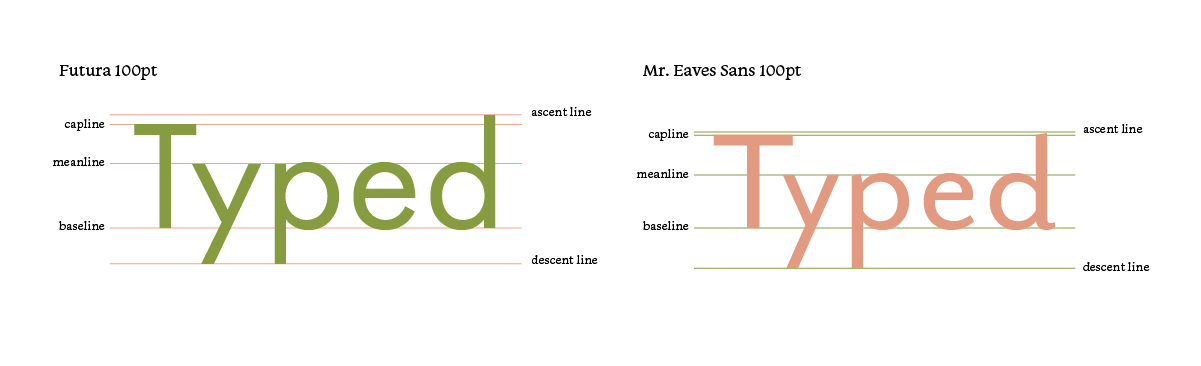 Futura 100pt
ascent line
capline
meanline
baseline
descent line
Typed
Mr. Eaves Sans 100pt
ascent line
capline
meanline
baseline
descent line
Typed